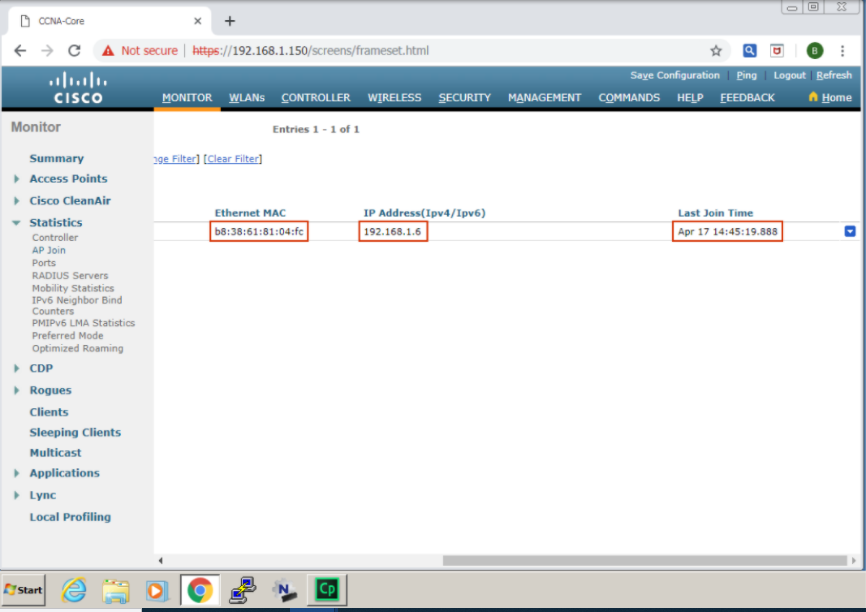 CCNA-Core
Not secure | https://192.168.1.150/screens/frameset.html
B
Save Configuration | Ping | Logout | Refresh
CISCO
MONITOR WLANs CONTROLLER WIRELESS SECURITY MANAGEMENT COMMANDS HELP FEEDBACK Home
Monitor
Entries 1 - 1 of 1
Summary
nge Filter] [Clear Filter]
Access Points
Cisco CleanAir
Statistics
Controller
AP Join
Ports
RADIUS Servers
Mobility Statistics
IPv6 Neighbor Bind
Counters
PMIPv6 LMA Statistics
Preferred Mode
Optimized Roaming
CDP
Rogues
Clients
Sleeping Clients
Multicast
Applications
Lync
Local Profiling
Ethernet MAC IP Address(Ipv4/Ipv6) Last Join Time
b8:38:61:81:04:fc 192.168.1.6 Apr 17 14:45:19.888
Start
N
Cp